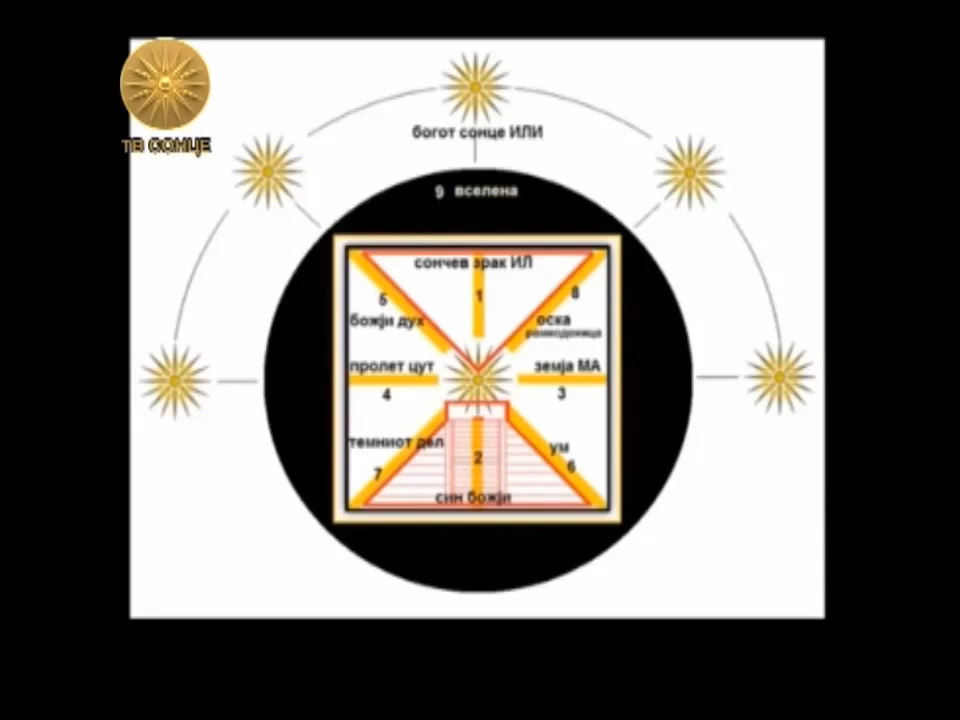 ТВ СОНЦЕ
богот сонце ИЛИ
9 вселена
сончев зрак ИЛ
5
1
8
божји дух
оска
рамноденица
пролет цут
земја МА
4
3
темниот дел
ум
7
2
6
син божји